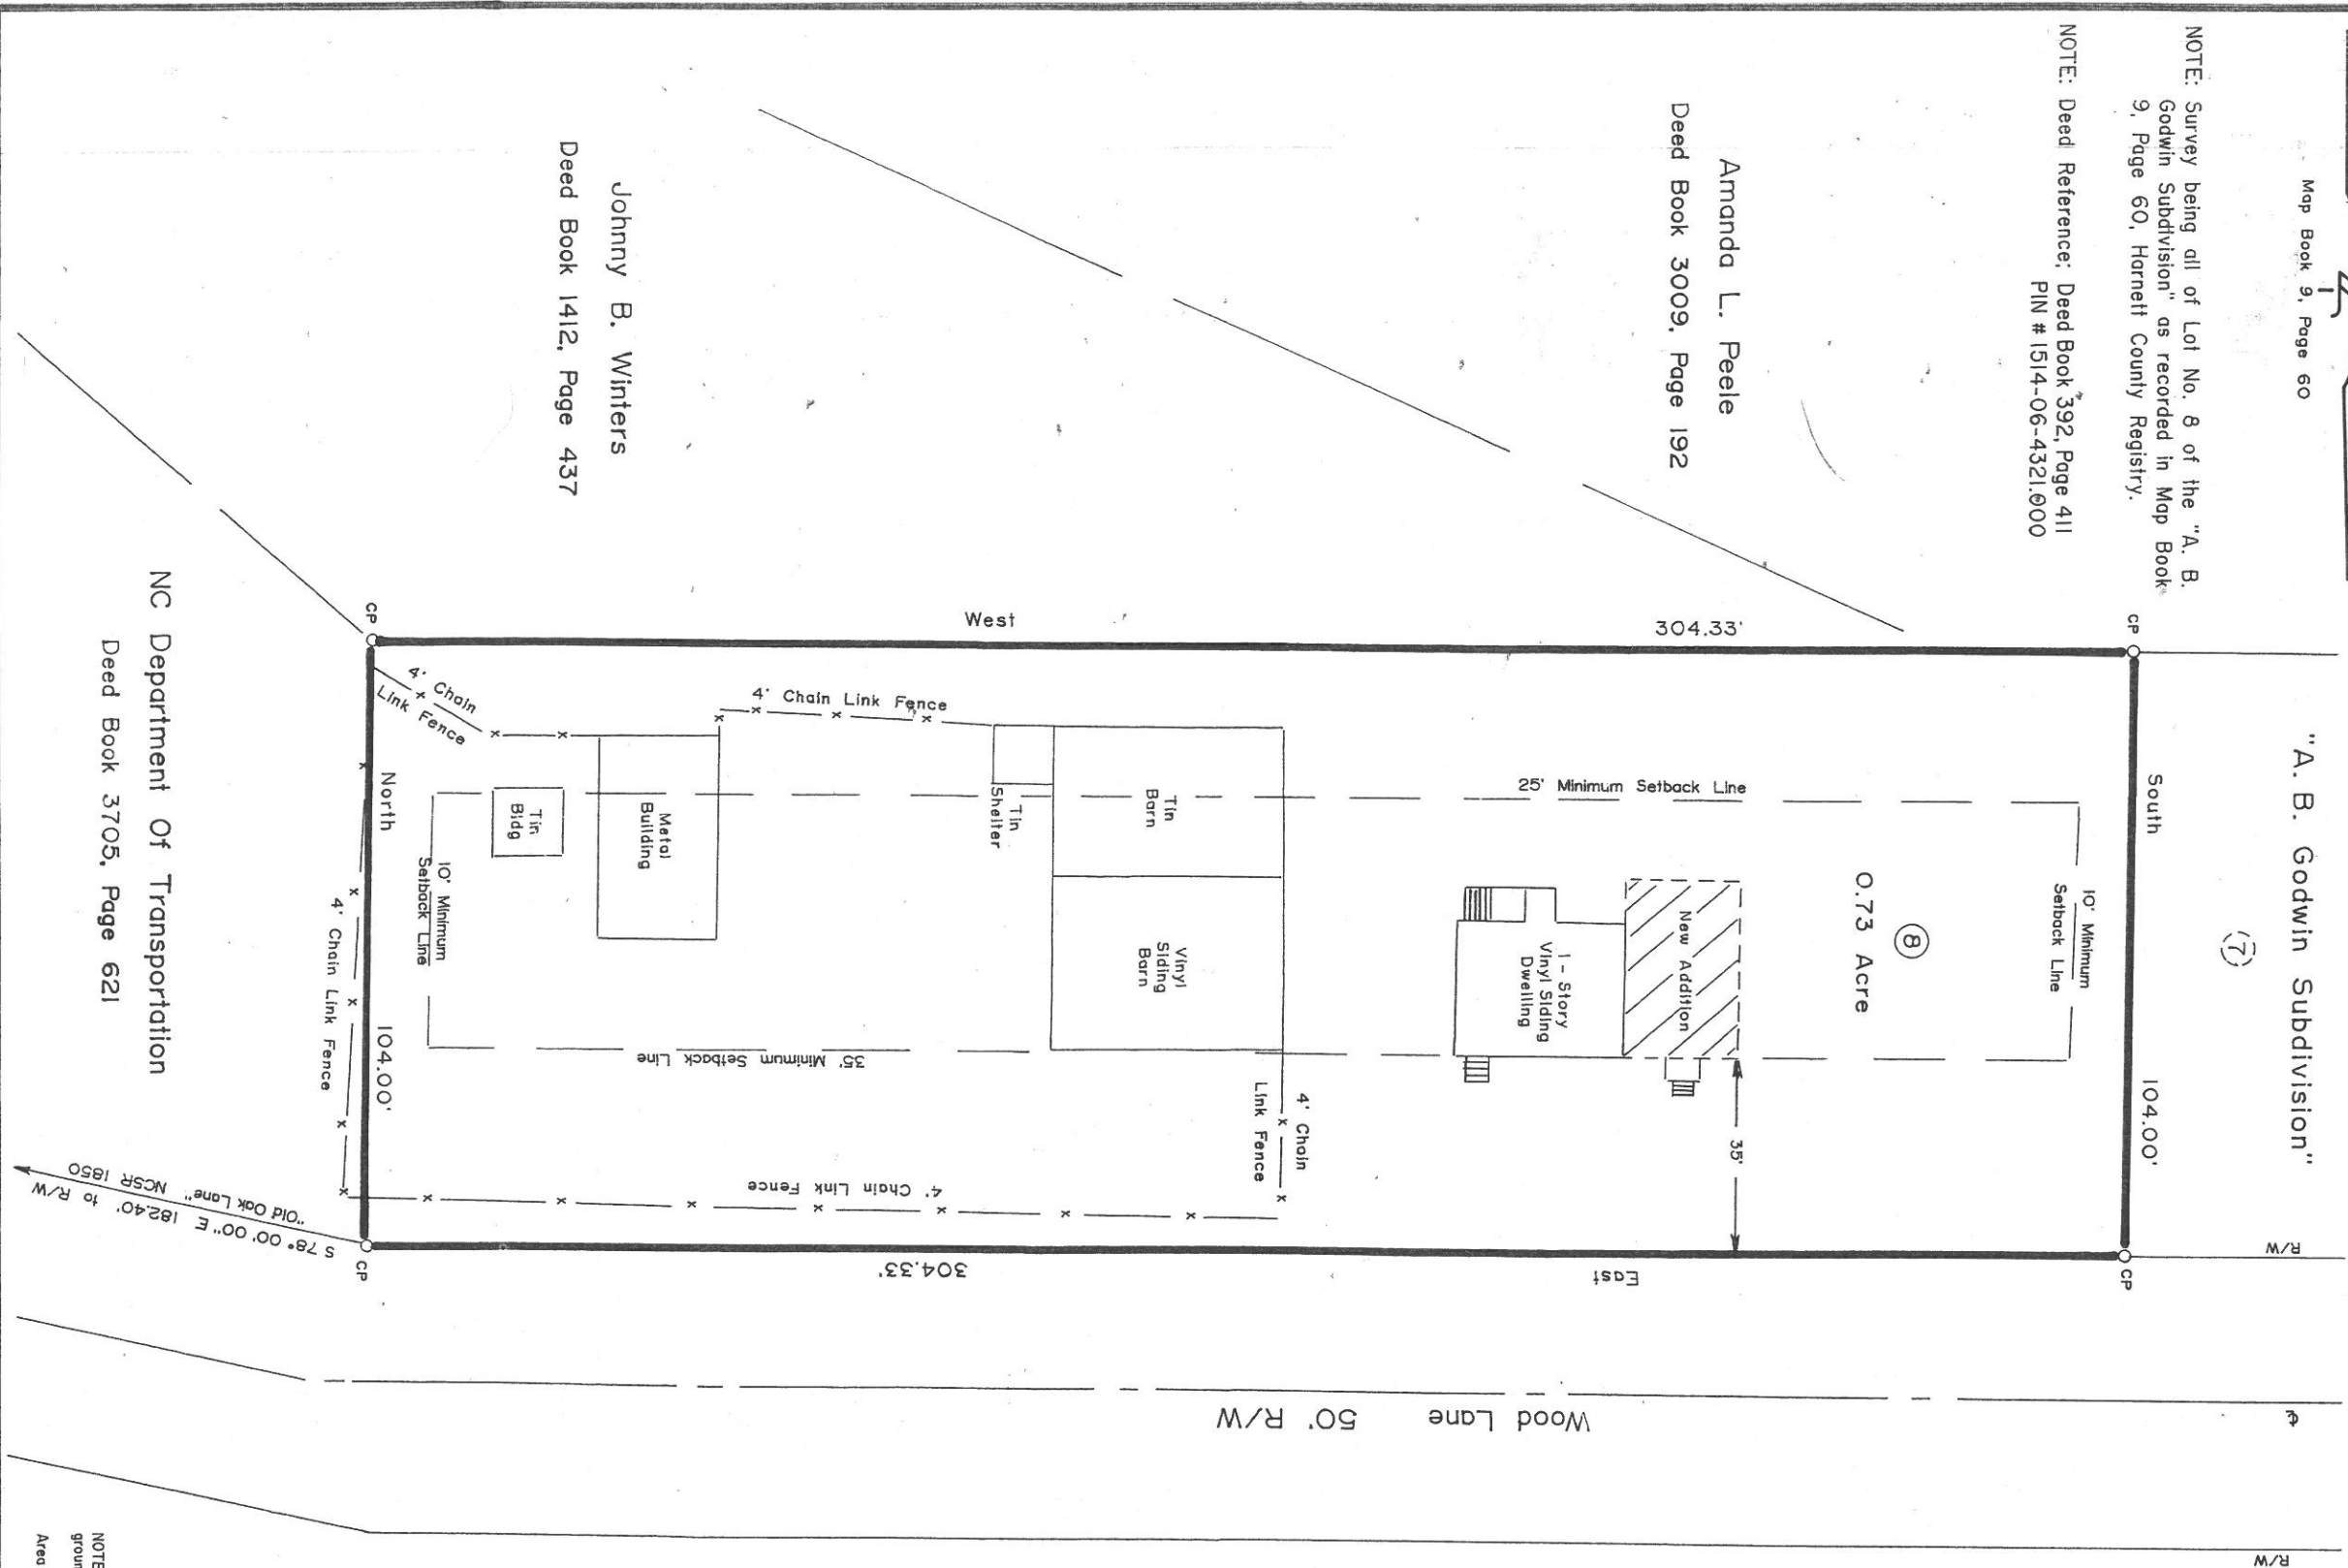 Map Book 9, Page 60
NOTE: Survey being all of Lot No. 8 of the "A. B.
Godwin Subdivision" as recorded in Map Book
9, Page 60, Harnett County Registry.
NOTE: Deed Reference; Deed Book 392, Page 411
PIN # 1514-06-4321.000
"A. B. Godwin Subdivision"
(7)
R/W
CP
South
104.00'
CP
10' Minimum
Setback Line
8
0.73 Acre
Amanda L. Peele
Deed Book 3009, Page 192
304.33'
25' Minimum Setback Line
New Addition
35'
1 - Story
Vinyl Siding
Dwelling
East
4' Chain
Link Fence
Tin
Barn
Vinyl
Siding
Barn
Tin
Shelter
West
4' Chain Link Fence
304.33'
4' Chain Link Fence
35' Minimum Setback Line
Metal
Building
Tin
Bldg
Johnny B. Winters
Deed Book 1412, Page 437
4' Chain
Link Fence
10' Minimum
Setback Line
CP
North
104.00'
CP
4' Chain Link Fence
S 78° 00' 00" E 182.40' to R/W
"Old Oak Lane" NCSR 1850
NC Department Of Transportation
Deed Book 3705, Page 621
Wood Lane 50' R/W
R/W
NOTE
groun
Area